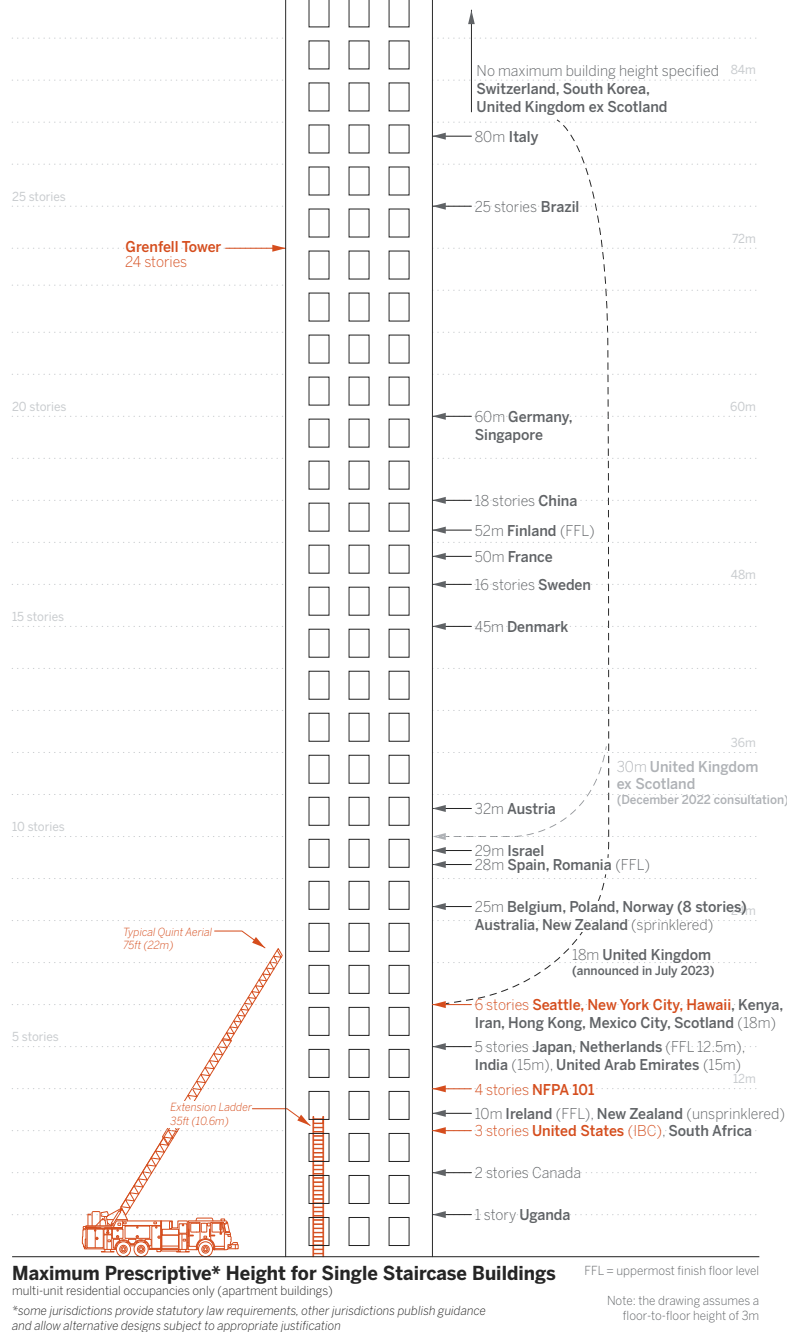 No maximum building height specified
Switzerland, South Korea,
United Kingdom ex Scotland
84m
80m Italy
25 stories
25 stories Brazil
Grenfell Tower
24 stories
72m
20 stories
60m
60m Germany,
Singapore
18 stories China
52m Finland (FFL)
50m France
16 stories Sweden
48m
15 stories
45m Denmark
36m
30m United Kingdom
ex Scotland
(December 2022 consultation)
32m Austria
10 stories
29m Israel
28m Spain, Romania (FFL)
25m Belgium, Poland, Norway (8 stories)
24m
Australia, New Zealand (sprinklered)
Typical Quint Aerial
75ft (22m)
18m United Kingdom
(announced in July 2023)
6 stories Seattle, New York City, Hawaii, Kenya,
Iran, Hong Kong, Mexico City, Scotland (18m)
5 stories
5 stories Japan, Netherlands (FFL 12.5m),
India (15m), United Arab Emirates (15m)
12m
4 stories NFPA 101
Extension Ladder
35ft (10.6m)
10m Ireland (FFL), New Zealand (unsprinklered)
3 stories United States (IBC), South Africa
2 stories Canada
1 story Uganda
Maximum Prescriptive* Height for Single Staircase Buildings
multi-unit residential occupancies only (apartment buildings)
*some jurisdictions provide statutory law requirements, other jurisdictions publish guidance
and allow alternative designs subject to appropriate justification
FFL = uppermost finish floor level
Note: the drawing assumes a
floor-to-floor height of 3m